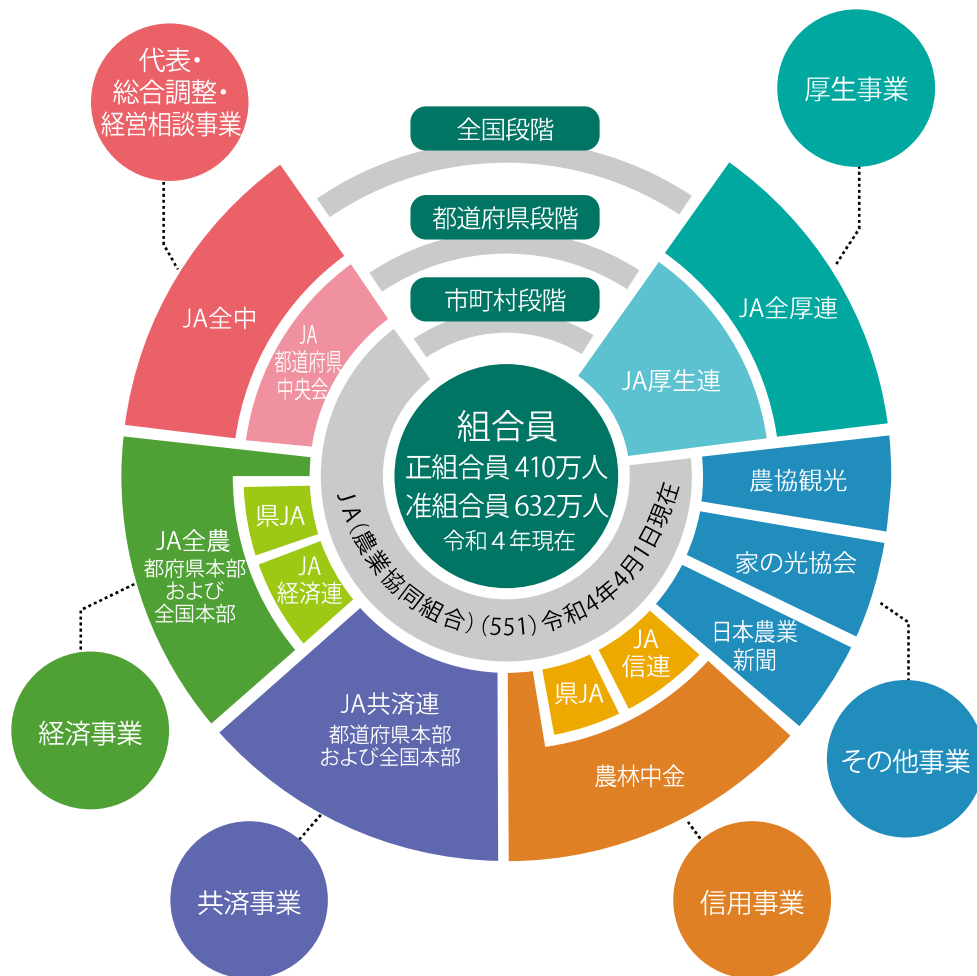 代表・
総合調整・
経営相談事業
厚生事業
全国段階
都道府県段階
市町村段階
JA全中
JA
都道府県
中央会
JA厚生連
JA全厚連
組合員
正組合員 410万人
准組合員 632万人
令和４年現在
JA（農業協同組合）（551）令和4年4月1日現在
農協観光
家の光協会
日本農業
新聞
県JA
JA
経済連
JA全農
都府県本部
および
全国本部
JA
信連
県JA
JA共済連
都道府県本部
および全国本部
農林中金
経済事業
その他事業
共済事業
信用事業